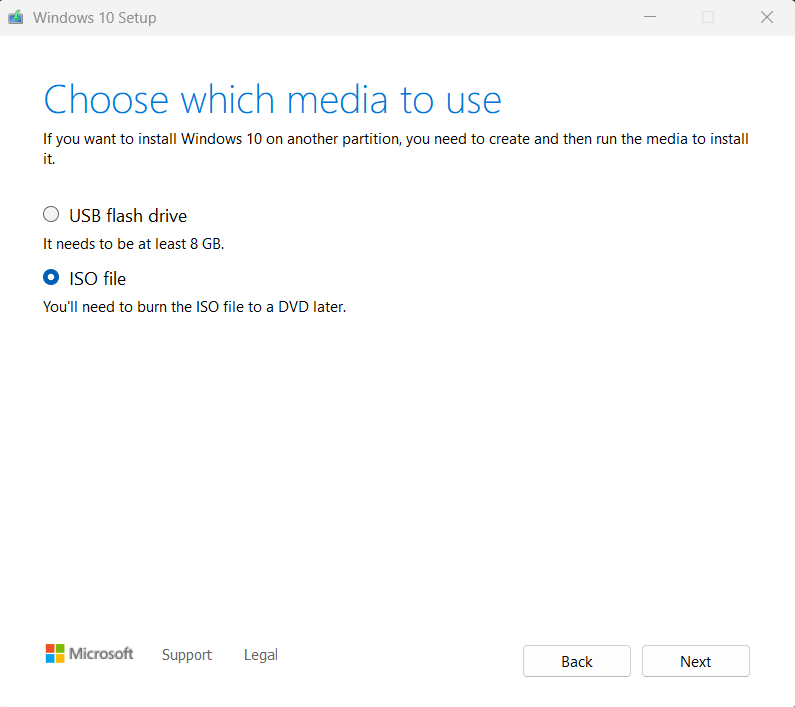 Windows 10 Setup
Choose which media to use
If you want to install Windows 10 on another partition, you need to create and then run the media to install
it.
USB flash drive
It needs to be at least 8 GB.
ISO file
You'll need to burn the ISO file to a DVD later.
Microsoft Support Legal Back Next